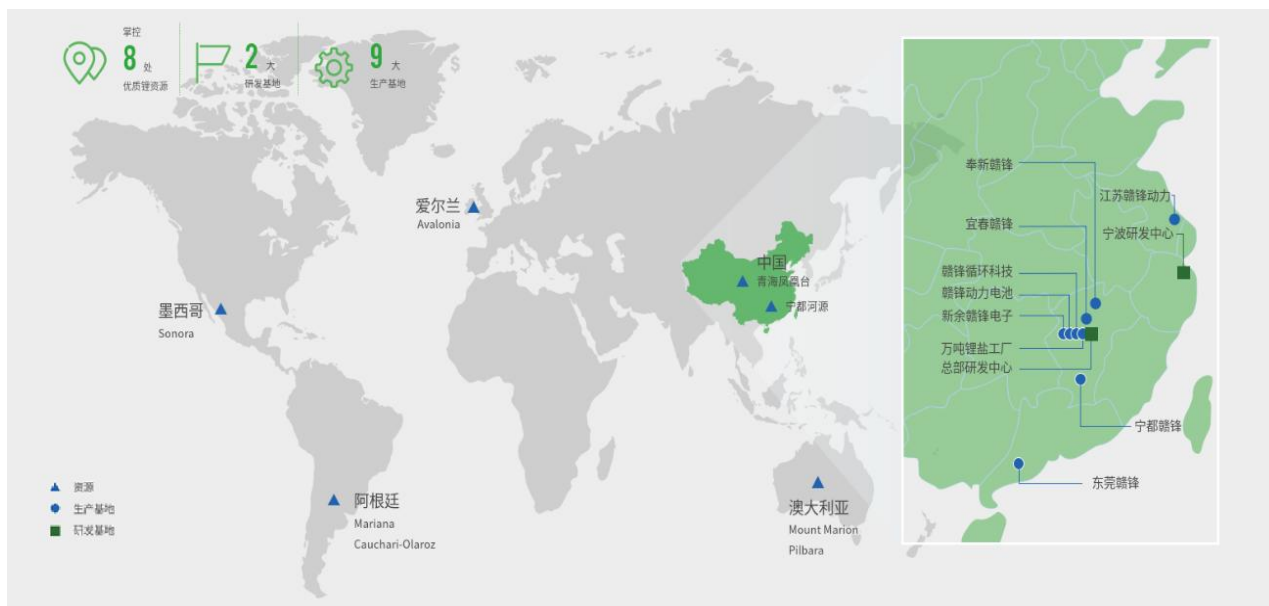 掌控
8 处
优质锂资源
2 大
研发基地
9 大
生产基地
爱尔兰
Avalonia
墨西哥
Sonora
中国
青海凤凰台
宁都河源
阿根廷
Mariana
Cauchari-Olaroz
澳大利亚
Mount Marion
Pilbara
资源
生产基地
研发基地
奉新赣锋
江苏赣锋动力
宜春赣锋
宁波研发中心
赣锋循环科技
赣锋动力电池
新余赣锋电子
万吨锂盐工厂
总部研发中心
宁都赣锋
东莞赣锋